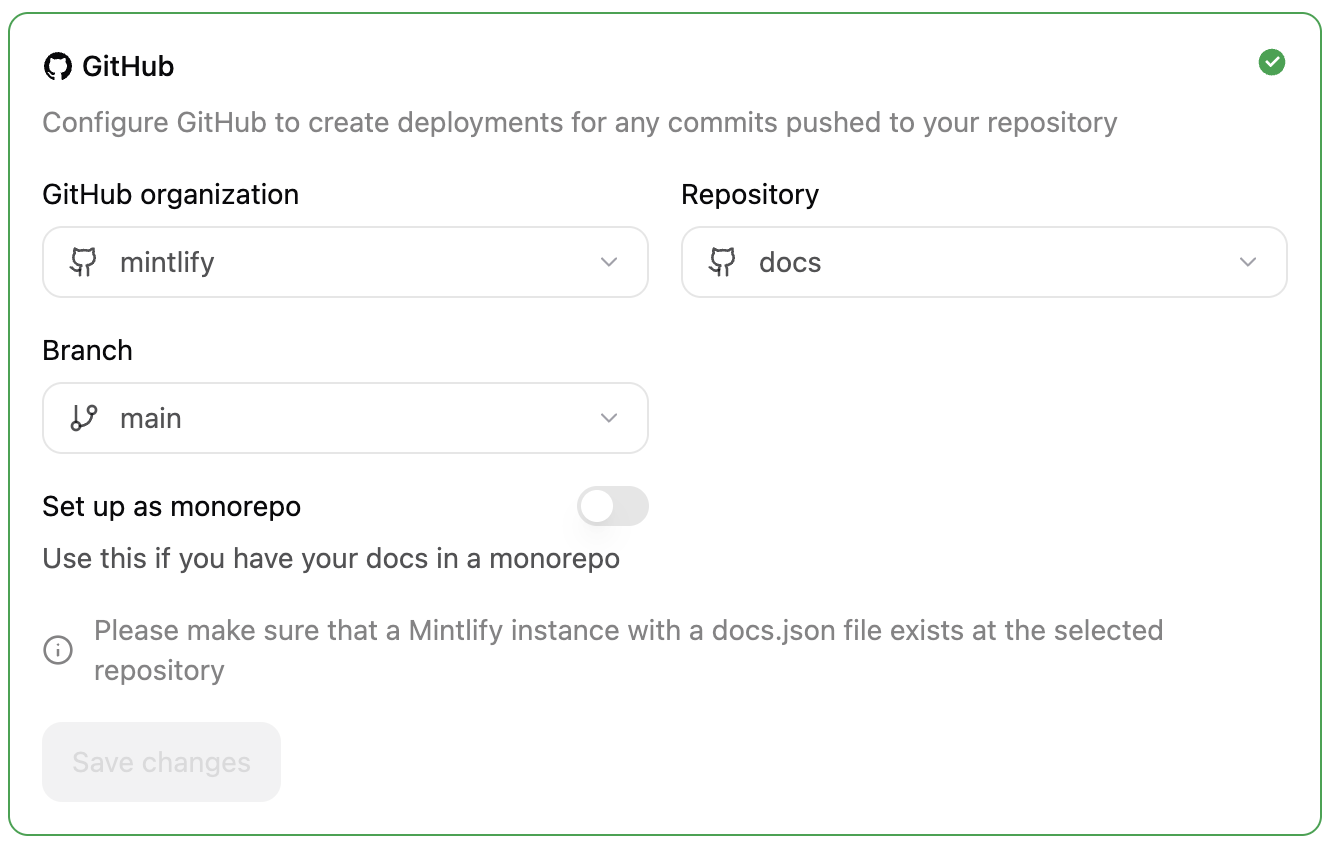 GitHub
Configure GitHub to create deployments for any commits pushed to your repository
GitHub organization
mintlify
Repository
docs
Branch
main
Set up as monorepo
Use this if you have your docs in a monorepo
Please make sure that a Mintlify instance with a docs.json file exists at the selected
repository
Save changes